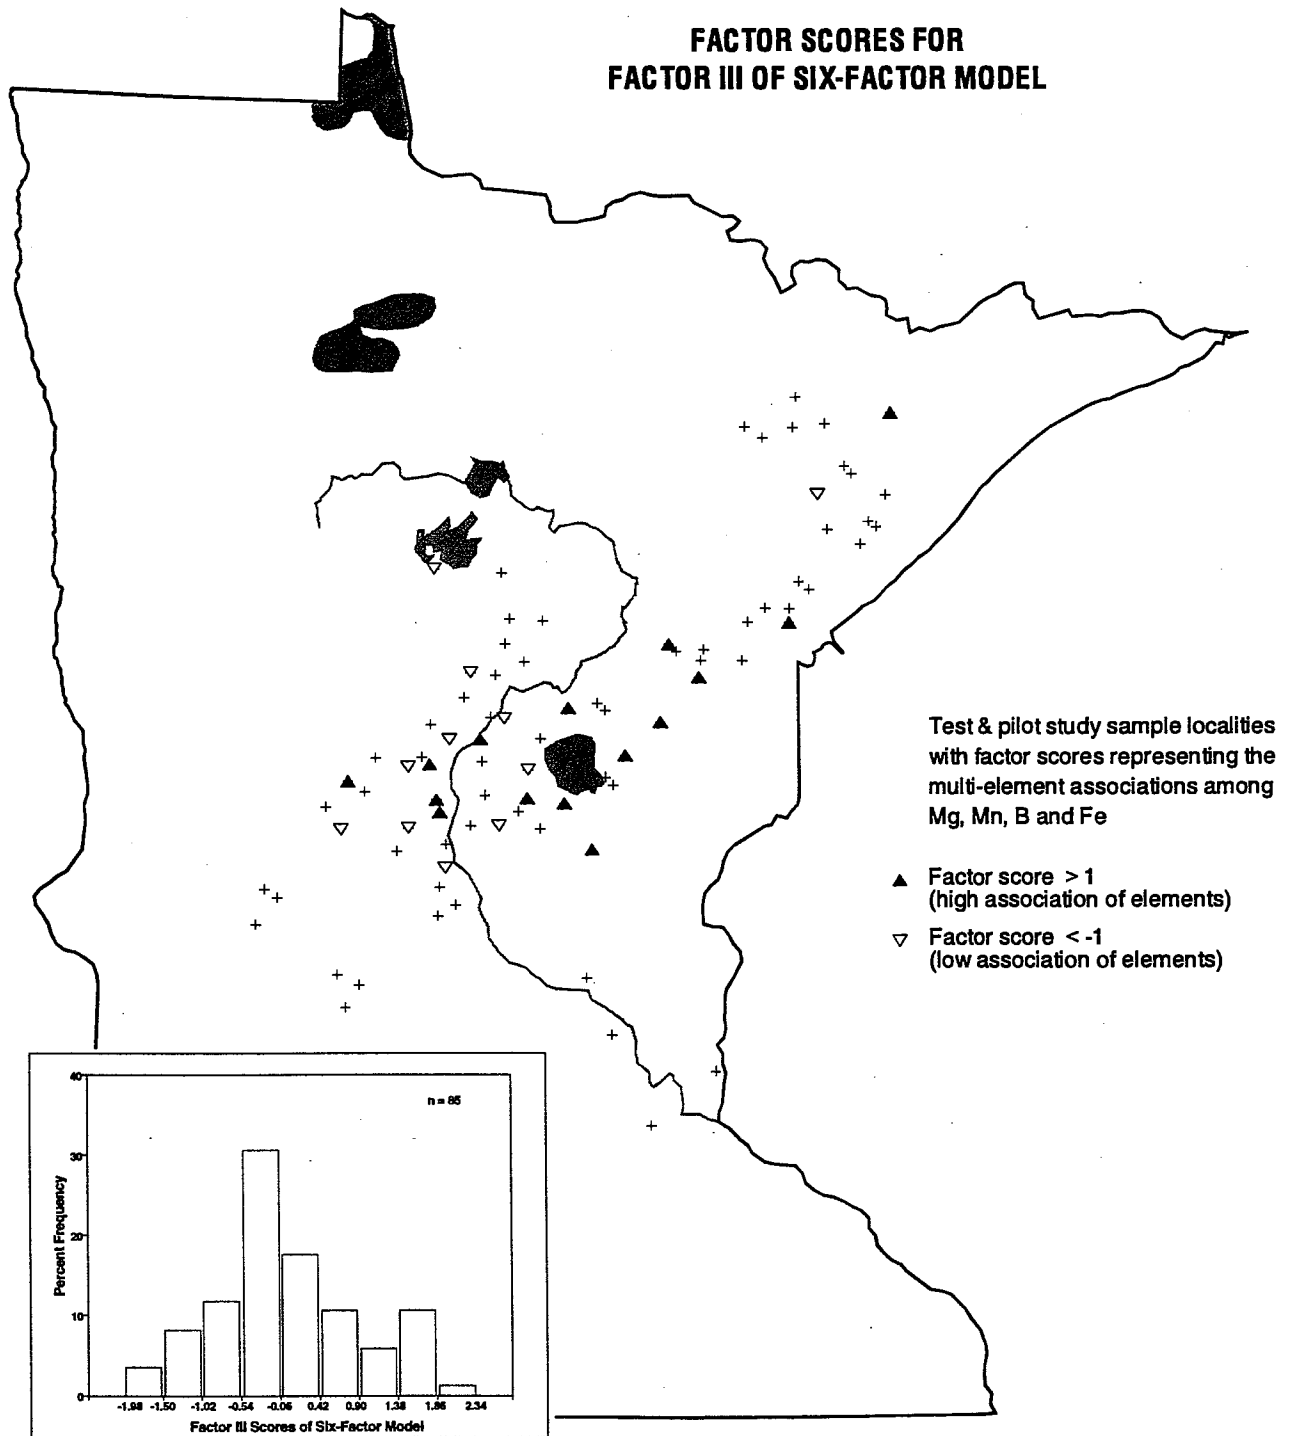 FACTOR SCORES FOR
FACTOR III OF SIX-FACTOR MODEL
Test & pilot study sample localities
with factor scores representing the
multi-element associations among
Mg, Mn, B and Fe
Factor score > 1
(high association of elements)
Factor score < -1
(low association of elements)
n = 85
40
30
20
10
0
Percent Frequency
-1.98 -1.50 -1.02 -0.54 -0.06 0.42 0.90 1.38 1.86 2.34
Factor III Scores of Six-Factor Model